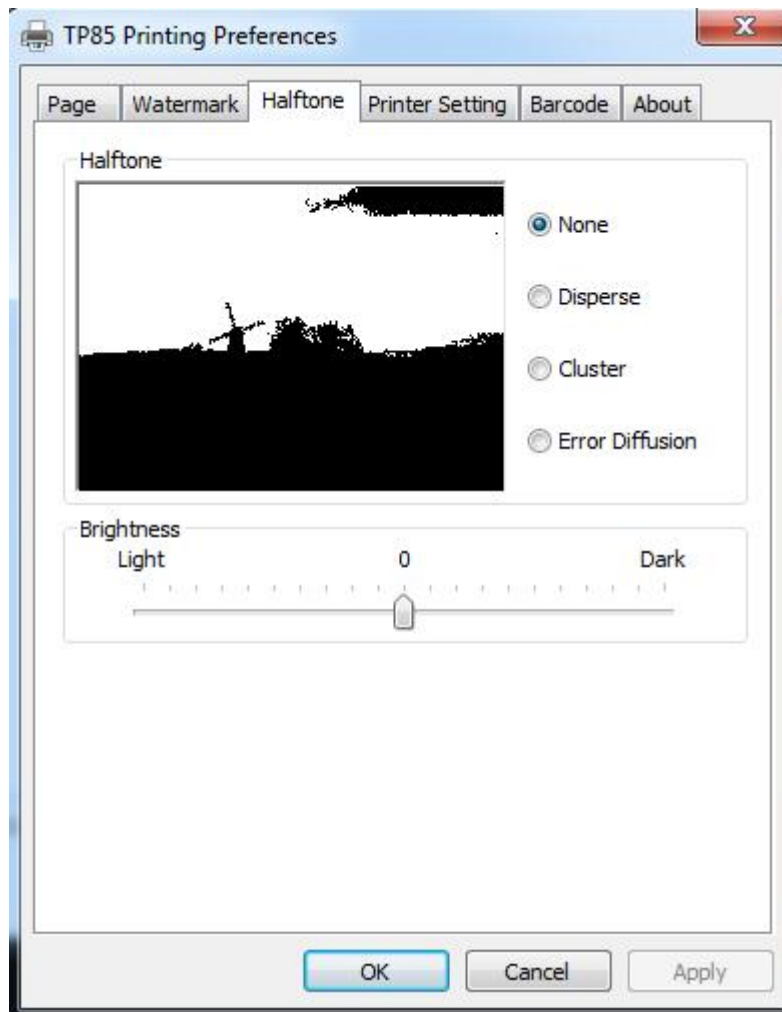 TP85 Printing Preferences
Page Watermark Halftone Printer Setting Barcode About
Halftone
None
Disperse
Cluster
Error Diffusion
Brightness
Light 0 Dark
OK Cancel Apply